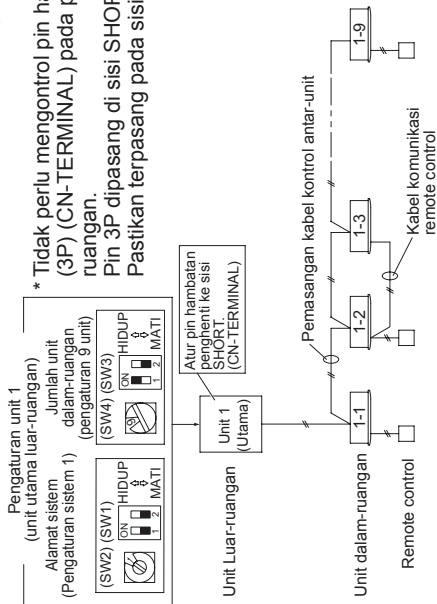 Pengaturan unit 1
(unit utama luar-ruangan)
Alamat sistem
(Pengaturan sistem 1)
Jumlah unit
dalam-ruangan
(pengaturan 9 unit)
(SW2) (SW1)
(SW4) (SW3)
ON
HIDUP
MATI
1 2
9
ON
HIDUP
MATI
1 2
* Tidak perlu mengontrol pin ha
(3P) (CN-TERMINAL) pada p
ruangan.
Pin 3P dipasang di sisi SHOR
Pastikan terpasang pada sisi
Atur pin hambatan
penghenti ke sisi
SHORT.
(CN-TERMINAL)
Unit Luar-ruangan
Unit 1
(Utama)
Pemasangan kabel kontrol antar-unit
Unit dalam-ruangan
1-1
1-2
1-3
1-9
Remote control
Kabel komunikasi
remote control